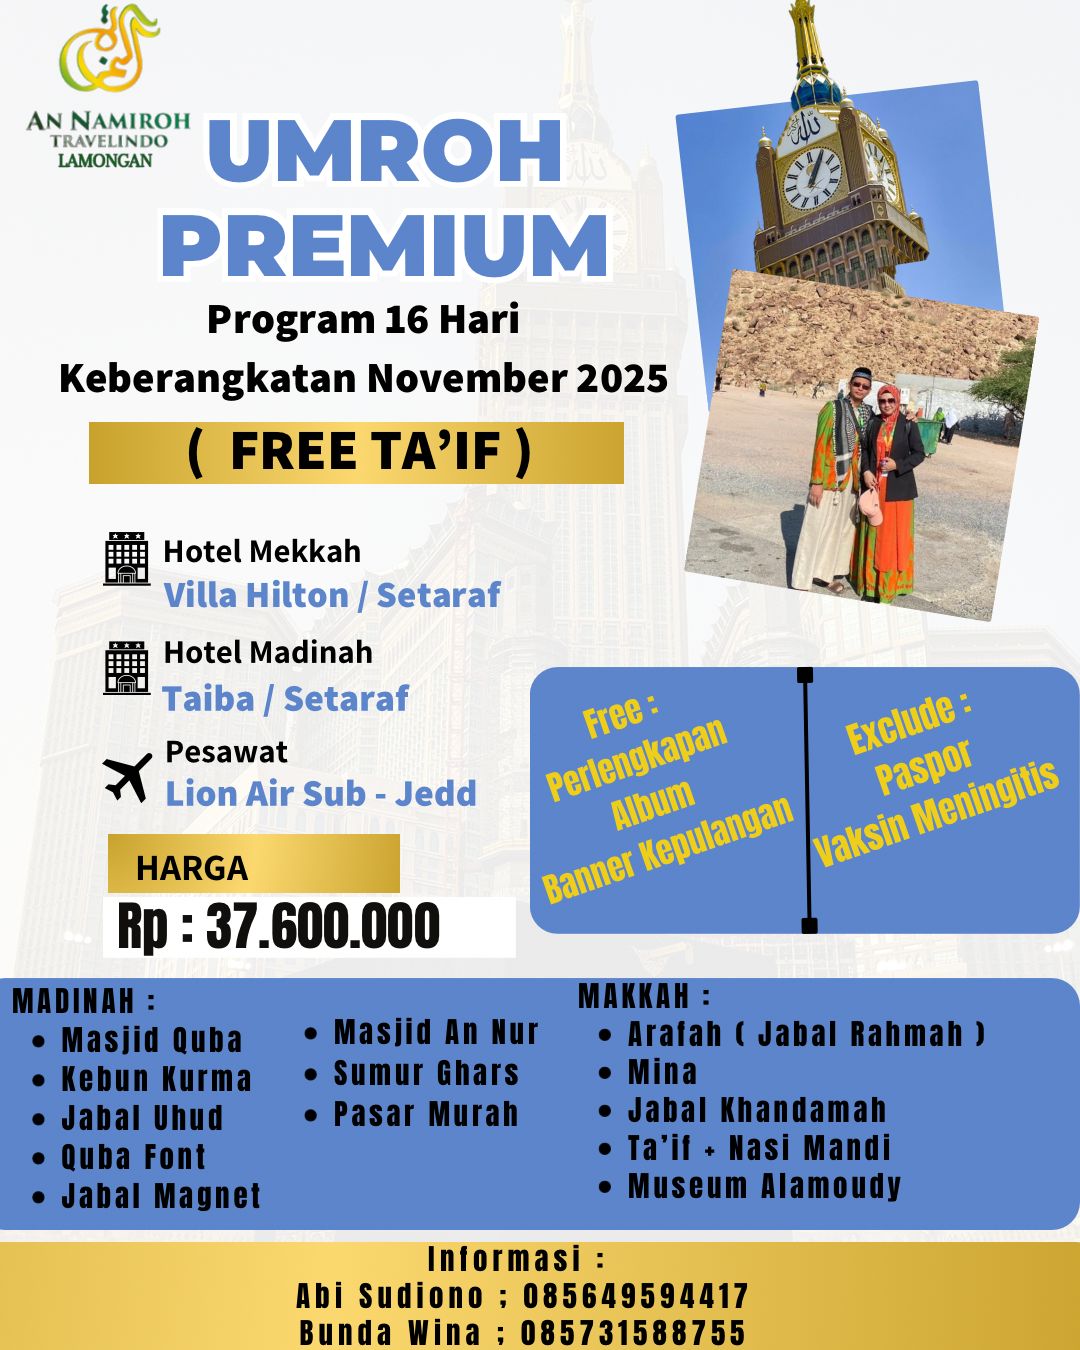 AN NAMIROH
TRAVELINDO
LAMONGAN
UMROH
PREMIUM
Program 16 Hari
Keberangkatan November 2025
( FREE TA’IF )
Hotel Mekkah
Villa Hilton / Setaraf
Hotel Madinah
Taiba / Setaraf
Pesawat
Lion Air Sub - Jedd
HARGA
Rp : 37.600.000
Free :
Perlengkapan
Album
Banner Kepulangan
Exclude :
Paspor
Vaksin Meningitis
MADINAH :
• Masjid Quba
• Kebun Kurma
• Jabal Uhud
• Quba Font
• Jabal Magnet
• Masjid An Nur
• Sumur Ghars
• Pasar Murah
MAKKAH :
• Arafah ( Jabal Rahmah )
• Mina
• Jabal Khandamah
• Ta’if + Nasi Mandi
• Museum Alamoudy
Informasi :
Abi Sudiono ; 085649594417
Bunda Wina ; 085731588755